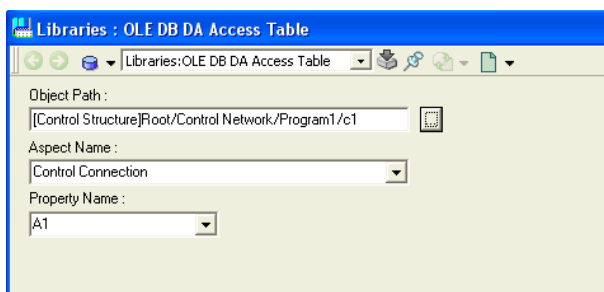 Libraries : OLE DB DA Access Table
Libraries:OLE DB DA Access Table
Object Path :
[Control Structure]Root/Control Network/Program1/c1
Aspect Name :
Control Connection
Property Name :
A1